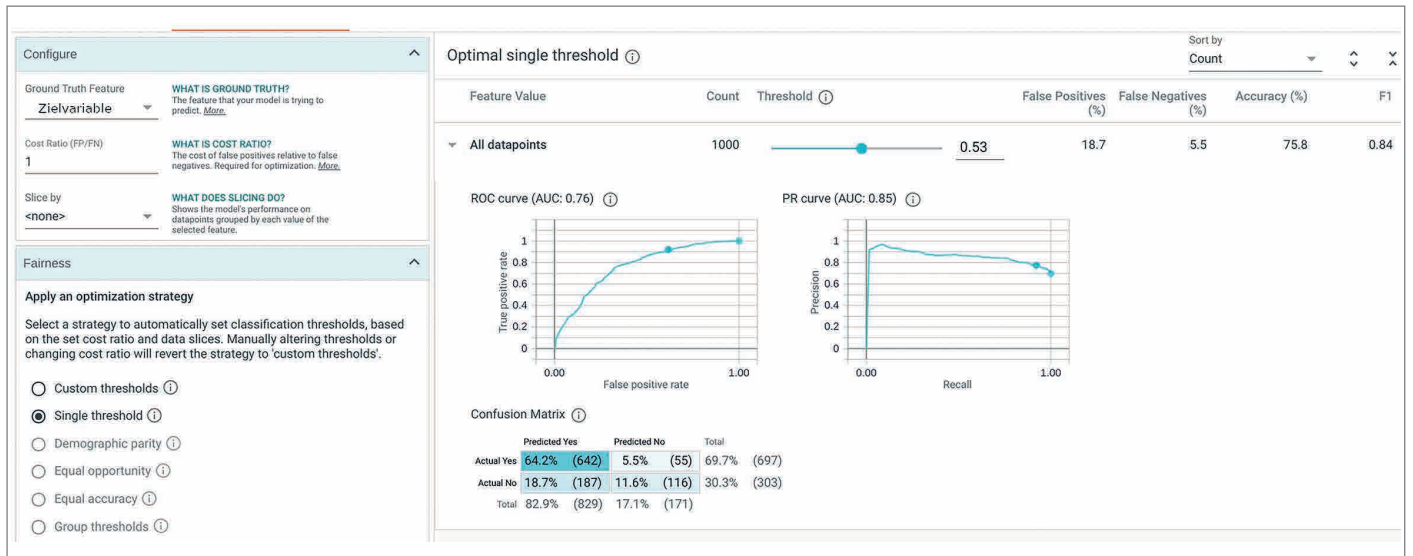 Configure
Ground Truth Feature
Zielvariable
WHAT IS GROUND TRUTH?
The feature that your model is trying to
predict. More.
Cost Ratio (FP/FN)
1
WHAT IS COST RATIO?
The cost of false positives relative to false
negatives. Required for optimization. More.
Slice by
<none>
WHAT DOES SLICING DO?
Shows the model's performance on
datapoints grouped by each value of the
selected feature.
Fairness
Apply an optimization strategy
Select a strategy to automatically set classification thresholds, based
on the set cost ratio and data slices. Manually altering thresholds or
changing cost ratio will revert the strategy to 'custom thresholds'.
Custom thresholds
Single threshold
Demographic parity
Equal opportunity
Equal accuracy
Group thresholds
Optimal single threshold
Sort by
Count
Feature Value Count Threshold False Positives (%) False Negatives (%) Accuracy (%) F1
All datapoints 1000 0.53 18.7 5.5 75.8 0.84
ROC curve (AUC: 0.76)
True positive rate
1
0.8
0.6
0.4
0.2
0
0.00 1.00
False positive rate
PR curve (AUC: 0.85)
Precision
1
0.8
0.6
0.4
0.2
0
0.00 1.00
Recall
Confusion Matrix
Predicted Yes Predicted No Total
Actual Yes 64.2% (642) 5.5% (55) 69.7% (697)
Actual No 18.7% (187) 11.6% (116) 30.3% (303)
Total 82.9% (829) 17.1% (171)